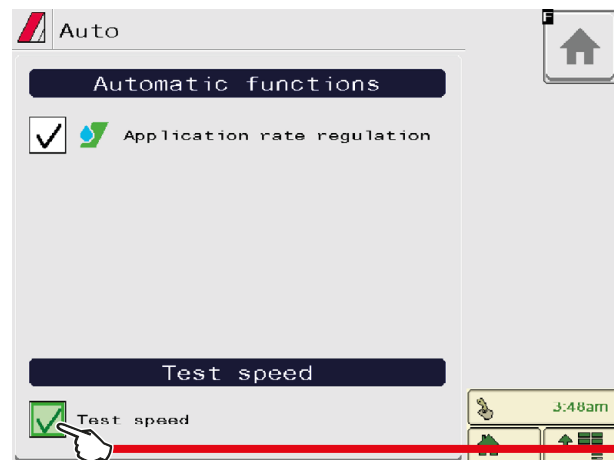 Auto
F
Automatic functions
Application rate regulation
Test speed
Test speed
3:48am